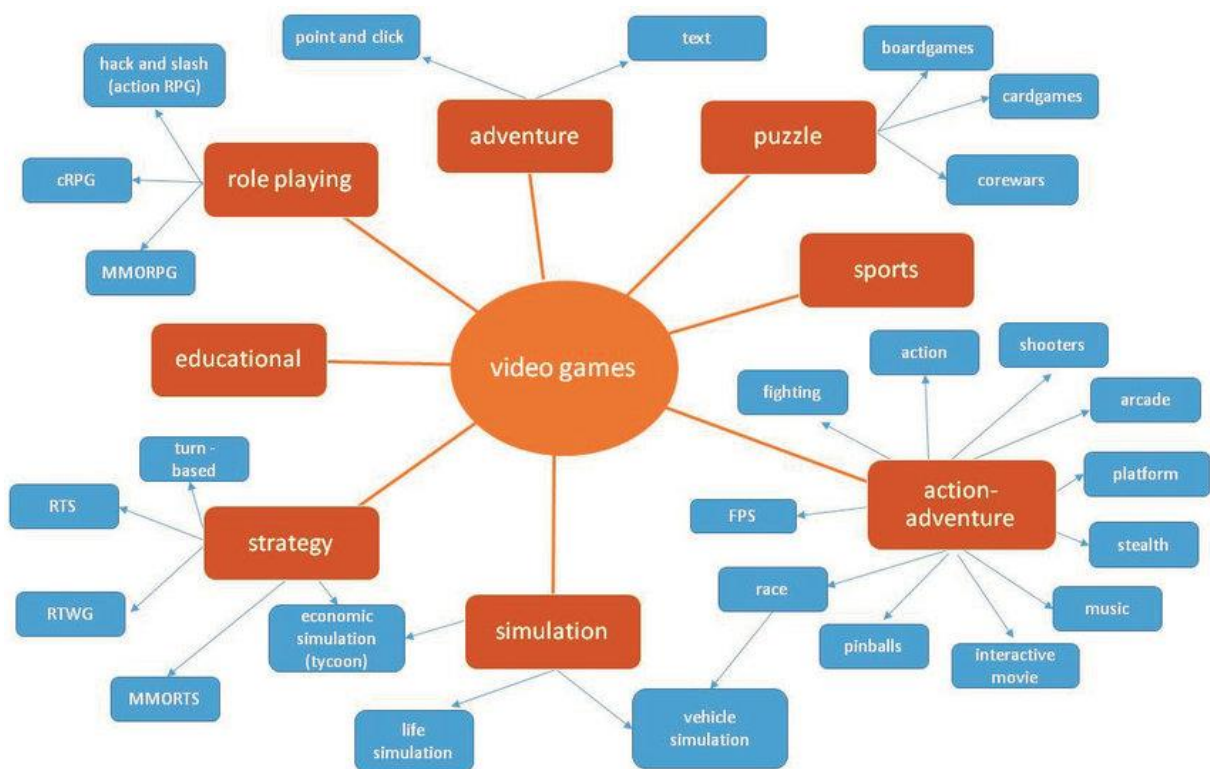 point and click
text
boardgames
hack and slash
(action RPG)
cardgames
adventure
puzzle
cRPG
role playing
corewars
MMORPG
sports
educational
video games
action
shooters
fighting
arcade
turn -
based
platform
RTS
action-
adventure
FPS
strategy
stealth
race
music
RTWG
economic
simulation
(tycoon)
simulation
pinballs
interactive
movie
MMORTS
life
simulation
vehicle
simulation